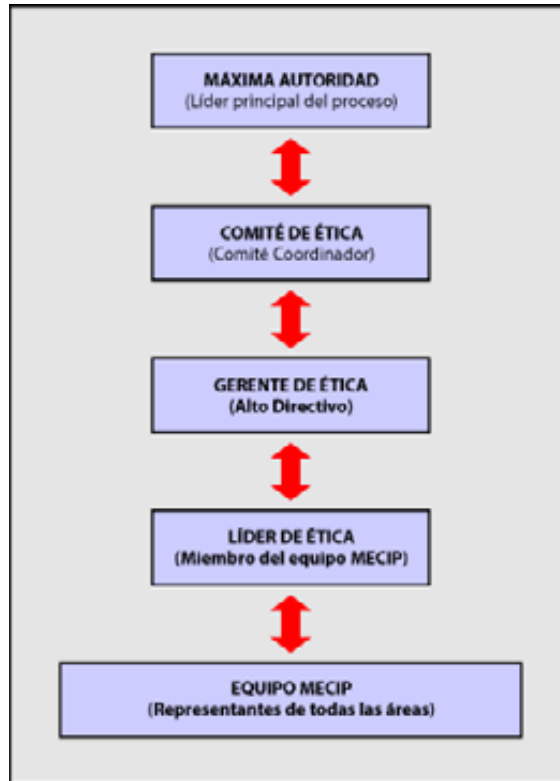 MÁXIMA AUTORIDAD
(Líder principal del proceso)
COMITÉ DE ÉTICA
(Comité Coordinador)
GERENTE DE ÉTICA
(Alto Directivo)
LÍDER DE ÉTICA
(Miembro del equipo MECIP)
EQUIPO MECIP
(Representantes de todas las áreas)